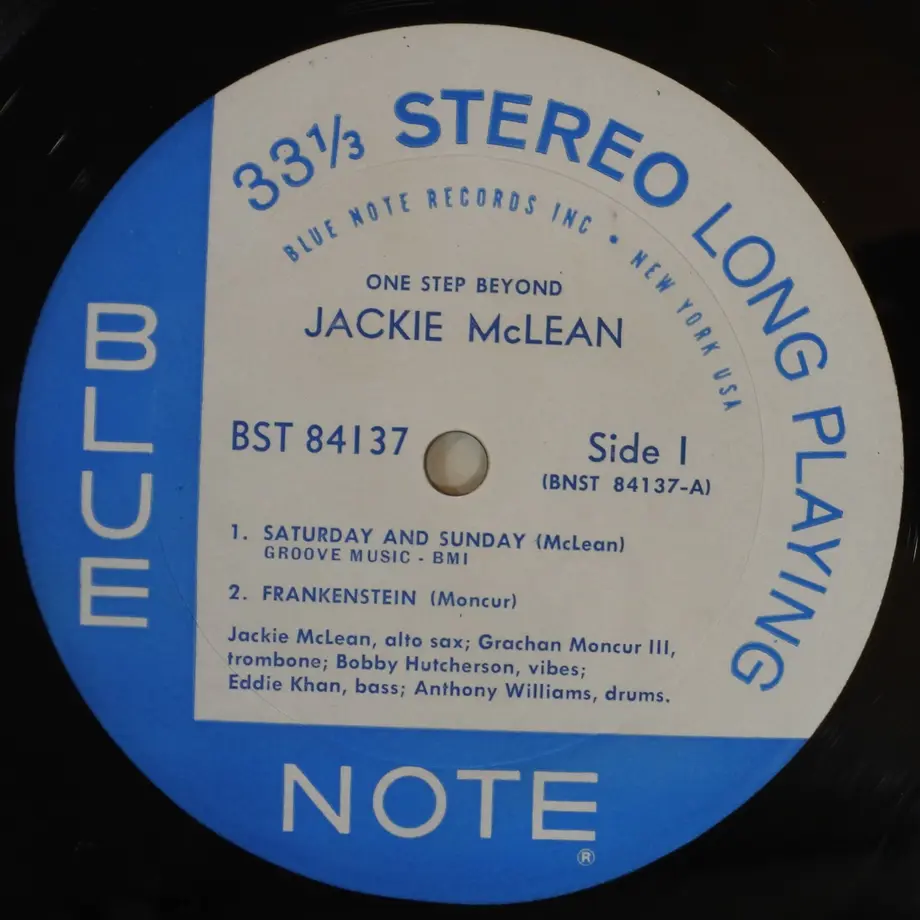 33⅓ STEREO LONG PLAYING
BLUE NOTE RECORDS INC • NEW YORK USA
ONE STEP BEYOND
JACKIE McLEAN
BST 84137
Side 1
(BNST 84137-A)
1. SATURDAY AND SUNDAY (McLean)
GROOVE MUSIC - BMI
2. FRANKENSTEIN (Moncur)
Jackie McLean, alto sax; Grachan Moncur III,
trombone; Bobby Hutcherson, vibes;
Eddie Khan, bass; Anthony Williams, drums.
BLUE
NOTE
®